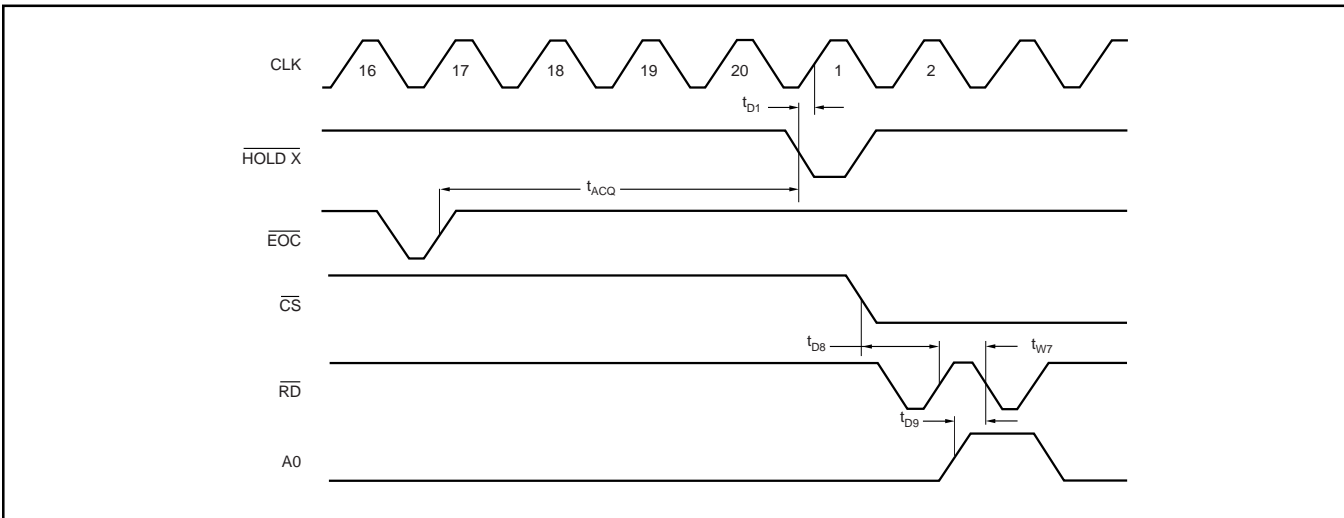 CLK 16 17 18 19 20 1 2
tD1
HOLD X
tACQ
EOC
CS
tD8 tW7
RD
tD9
A0